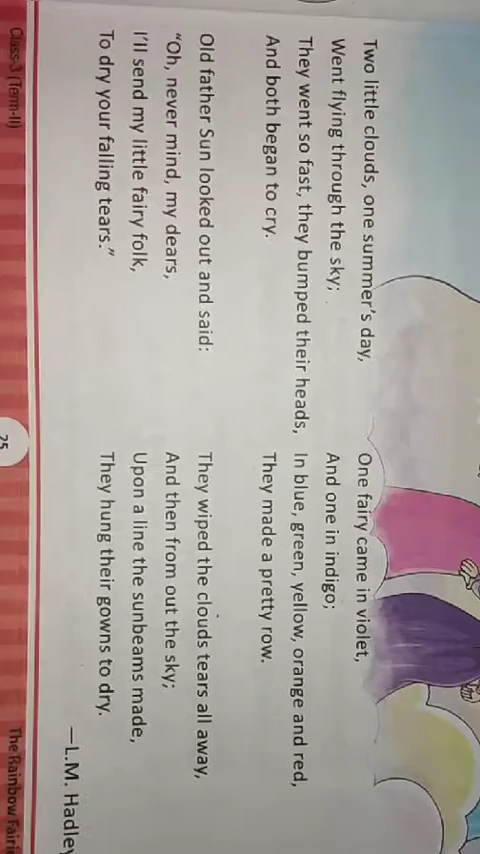 Two little clouds, one summer's day,
Went flying through the sky;
They went so fast, they bumped their heads,
And both began to cry.
Old father Sun looked out and said:
"Oh, never mind, my dears,
I'll send my little fairy folk,
To dry your falling tears."
One fairy came in violet,
And one in indigo;
In blue, green, yellow, orange and red,
They made a pretty row.
They wiped the clouds tears all away,
And then from out the sky;
Upon a line the sunbeams made,
They hung their gowns to dry.
—L.M. Hadley
Class-3 (Term-II)
25
The Rainbow Fairi